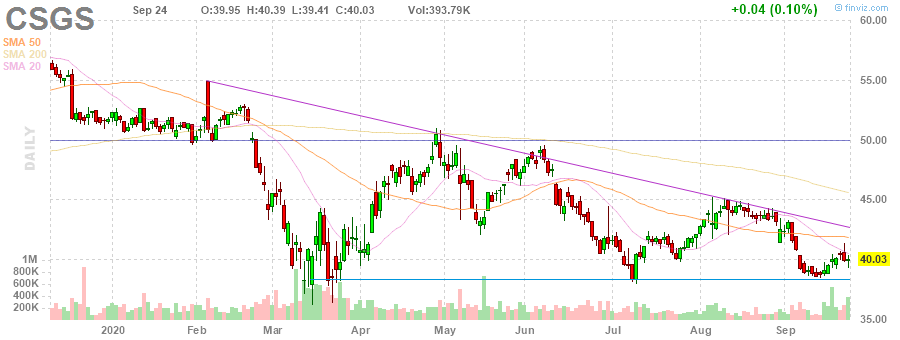 CSGS
Sep 24 O:39.95 H:40.39 L:39.41 C:40.03 Vol:393.79K +0.04 (0.10%)
© finviz.com
SMA 50
SMA 200
SMA 20
DAILY
60.00
55.00
50.00
45.00
40.03
35.00
1M
800K
600K
400K
200K
2020 Feb Mar Apr May Jun Jul Aug Sep